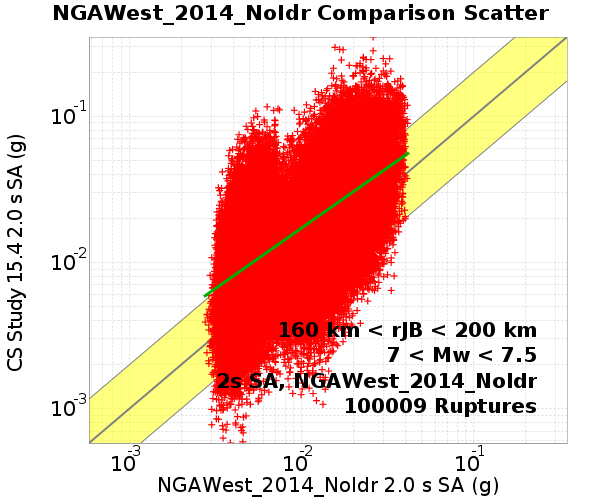 NGAWest_2014_NoIdr Comparison Scatter
CS Study 15.4 2.0 s SA (g)
10-1
10-2
10-3
160 km < rJB < 200 km
7 < Mw < 7.5
2s SA, NGAWest_2014_NoIdr
100009 Ruptures
10-3 10-2 10-1
NGAWest_2014_NoIdr 2.0 s SA (g)